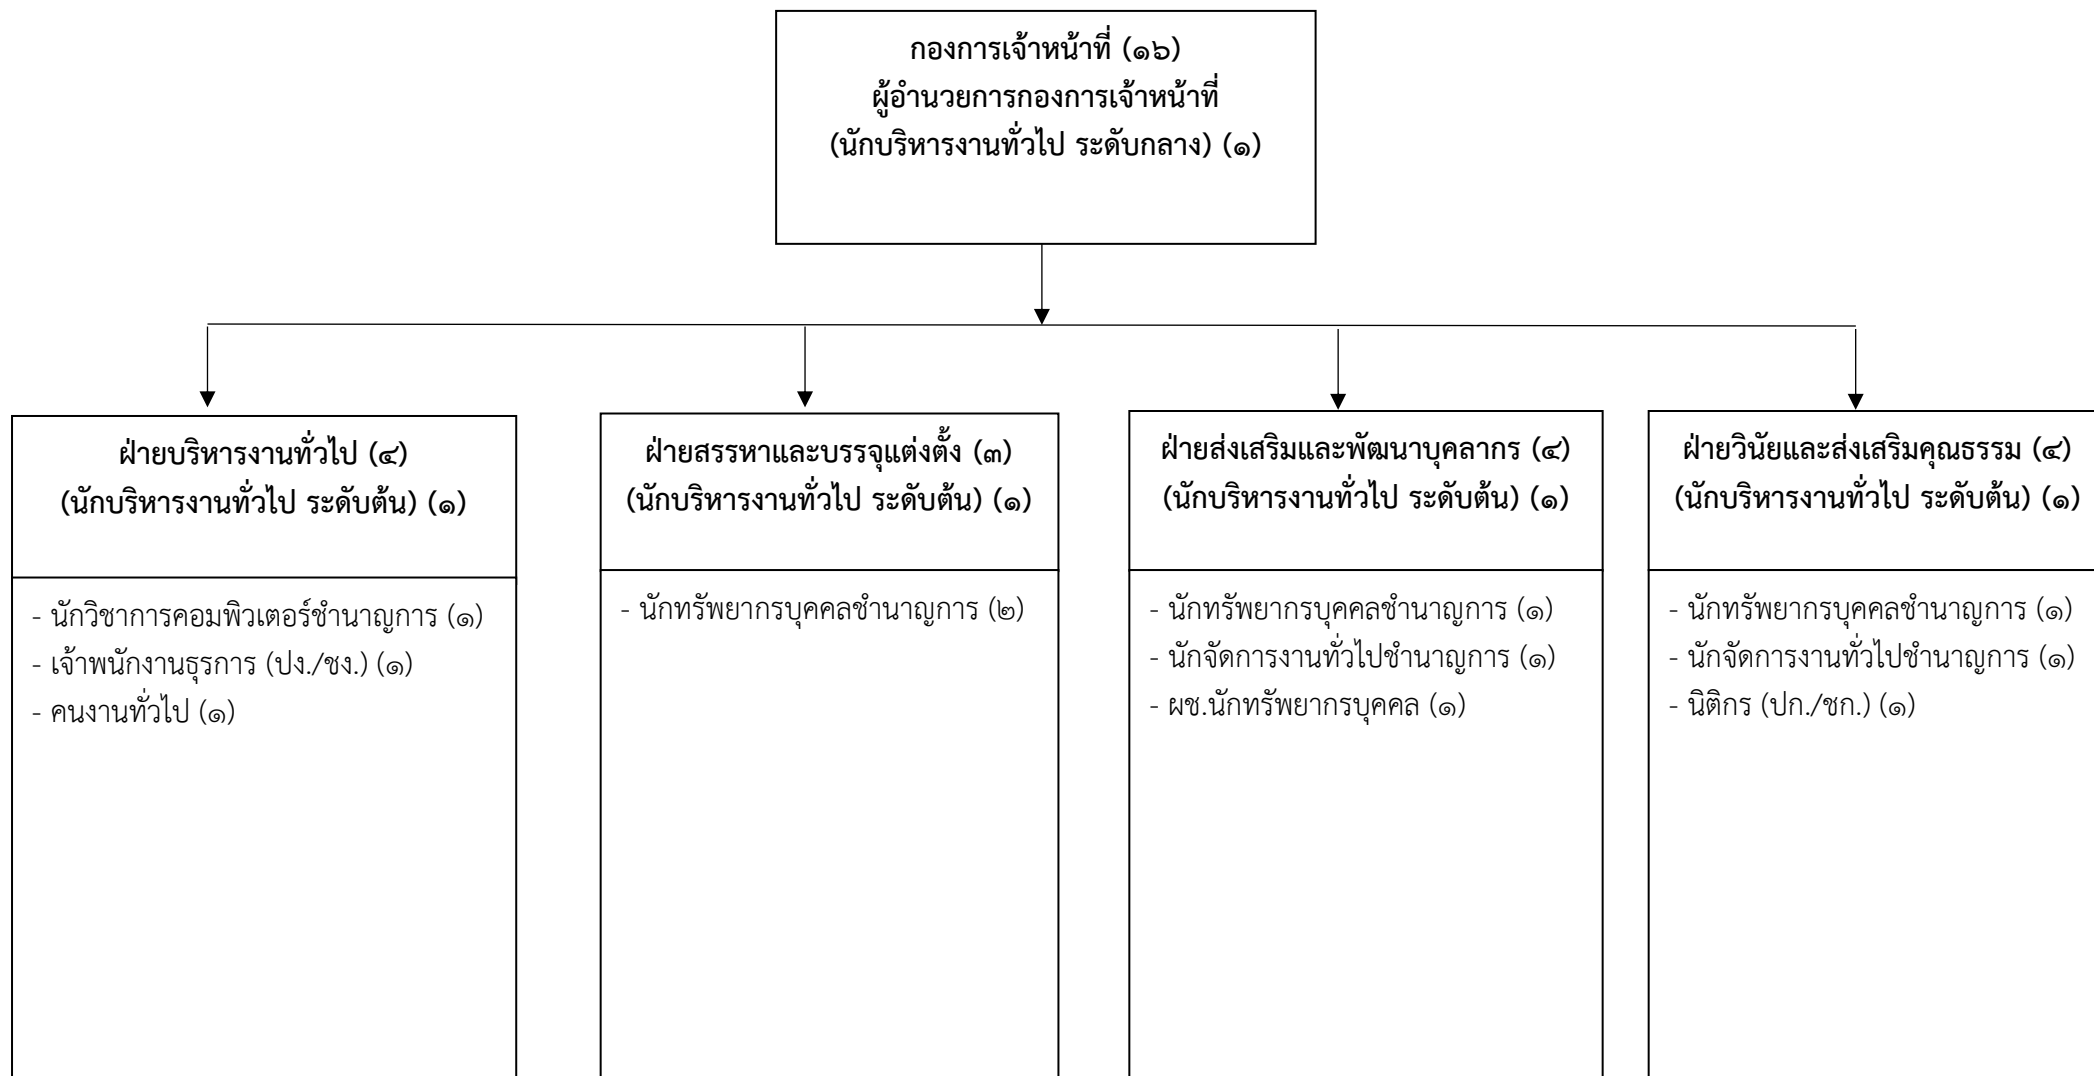 กองการเจ้าหน้าที่ (๑๖)
ผู้อำนวยการกองการเจ้าหน้าที่
(นักบริหารงานทั่วไป ระดับกลาง) (๑)
ฝ่ายบริหารงานทั่วไป (๔)
(นักบริหารงานทั่วไป ระดับต้น) (๑)
- นักวิชาการคอมพิวเตอร์ชำนาญการ (๑)
- เจ้าพนักงานธุรการ (ปง./ชง.) (๑)
- คนงานทั่วไป (๑)
ฝ่ายสรรหาและบรรจุแต่งตั้ง (๓)
(นักบริหารงานทั่วไป ระดับต้น) (๑)
- นักทรัพยากรบุคคลชำนาญการ (๒)
ฝ่ายส่งเสริมและพัฒนาบุคลากร (๔)
(นักบริหารงานทั่วไป ระดับต้น) (๑)
- นักทรัพยากรบุคคลชำนาญการ (๑)
- นักจัดการงานทั่วไปชำนาญการ (๑)
- ผช.นักทรัพยากรบุคคล (๑)
ฝ่ายวินัยและส่งเสริมคุณธรรม (๔)
(นักบริหารงานทั่วไป ระดับต้น) (๑)
- นักทรัพยากรบุคคลชำนาญการ (๑)
- นักจัดการงานทั่วไปชำนาญการ (๑)
- นิติกร (ปก./ชก.) (๑)